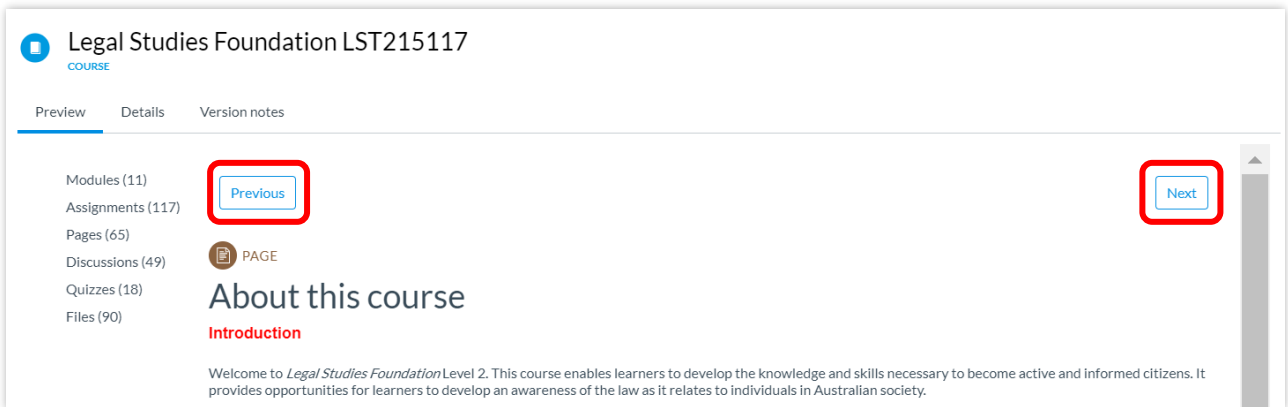 Legal Studies Foundation LST215117
COURSE
Preview Details Version notes
Modules (11)
Assignments (117)
Pages (65)
Discussions (49)
Quizzes (18)
Files (90)
Previous Next
PAGE
About this course
Introduction
Welcome to Legal Studies Foundation Level 2. This course enables learners to develop the knowledge and skills necessary to become active and informed citizens. It
provides opportunities for learners to develop an awareness of the law as it relates to individuals in Australian society.